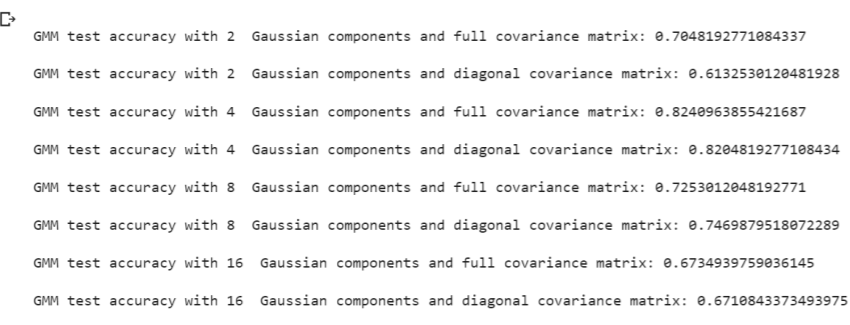 GMM test accuracy with 2  Gaussian components and full covariance matrix: 0.7048192771084337
GMM test accuracy with 2  Gaussian components and diagonal covariance matrix: 0.6132530120481928
GMM test accuracy with 4  Gaussian components and full covariance matrix: 0.8240963855421687
GMM test accuracy with 4  Gaussian components and diagonal covariance matrix: 0.8204819277108434
GMM test accuracy with 8  Gaussian components and full covariance matrix: 0.7253012048192771
GMM test accuracy with 8  Gaussian components and diagonal covariance matrix: 0.7469879518072289
GMM test accuracy with 16  Gaussian components and full covariance matrix: 0.6734939759036145
GMM test accuracy with 16  Gaussian components and diagonal covariance matrix: 0.6710843373493975